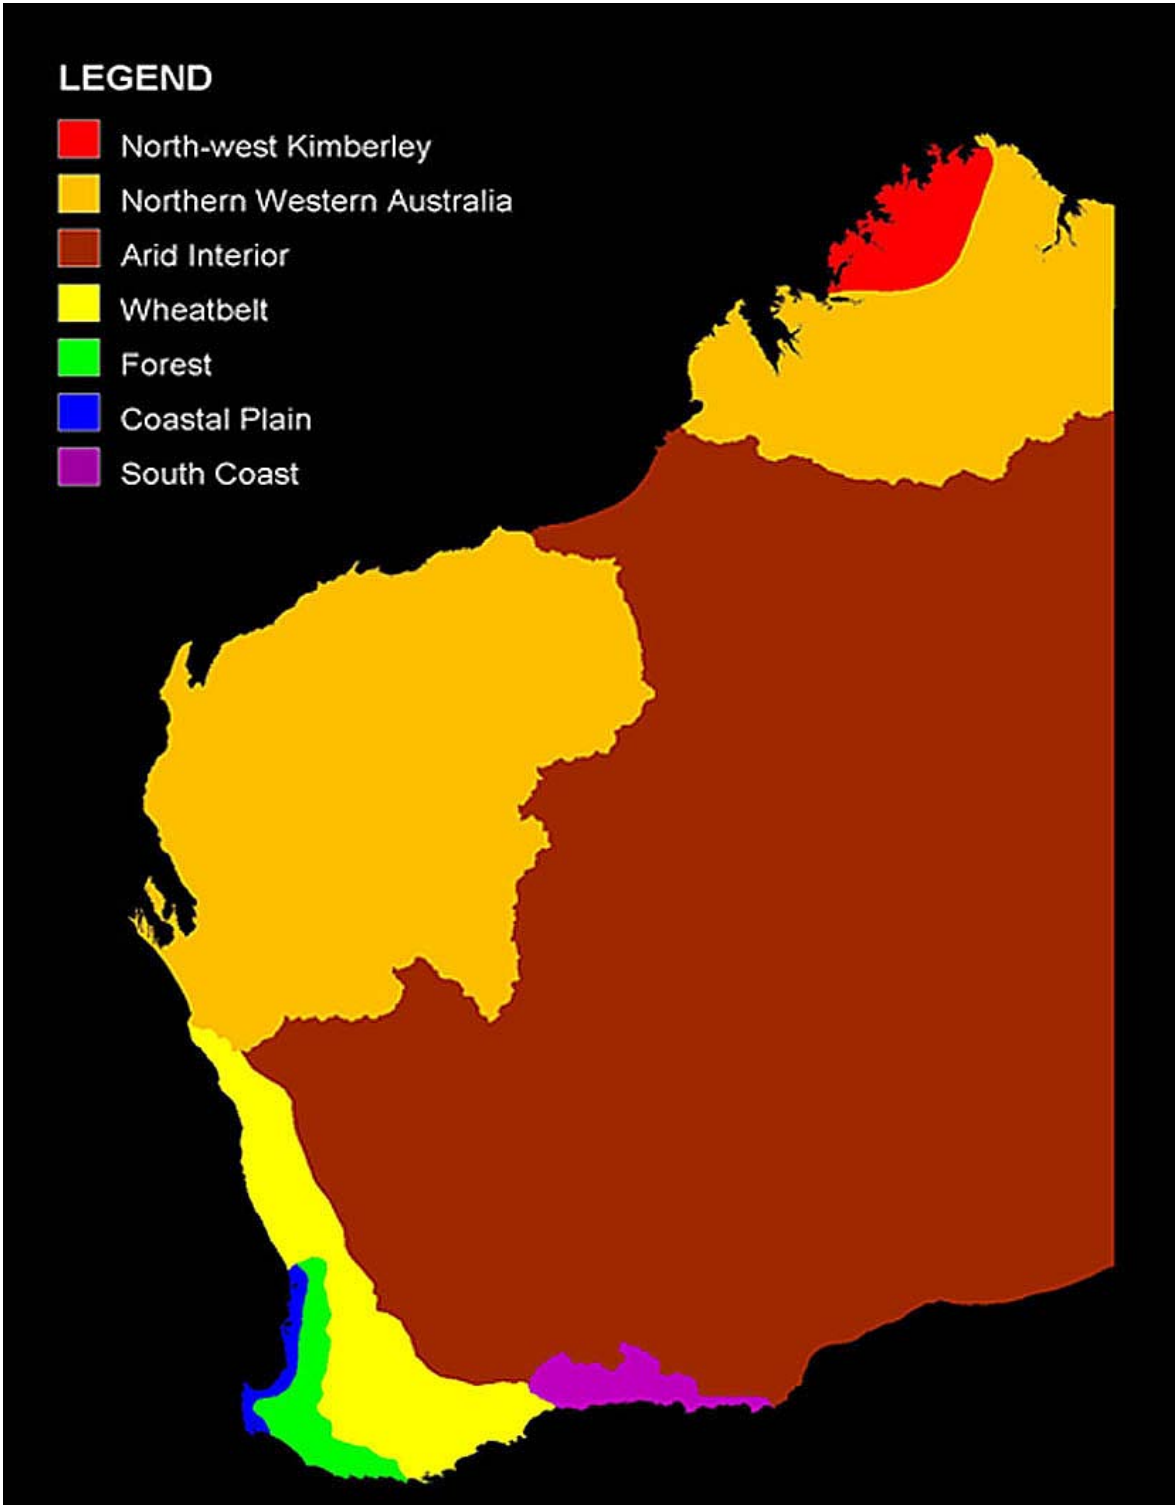 LEGEND
North-west Kimberley
Northern Western Australia
Arid Interior
Wheatbelt
Forest
Coastal Plain
South Coast